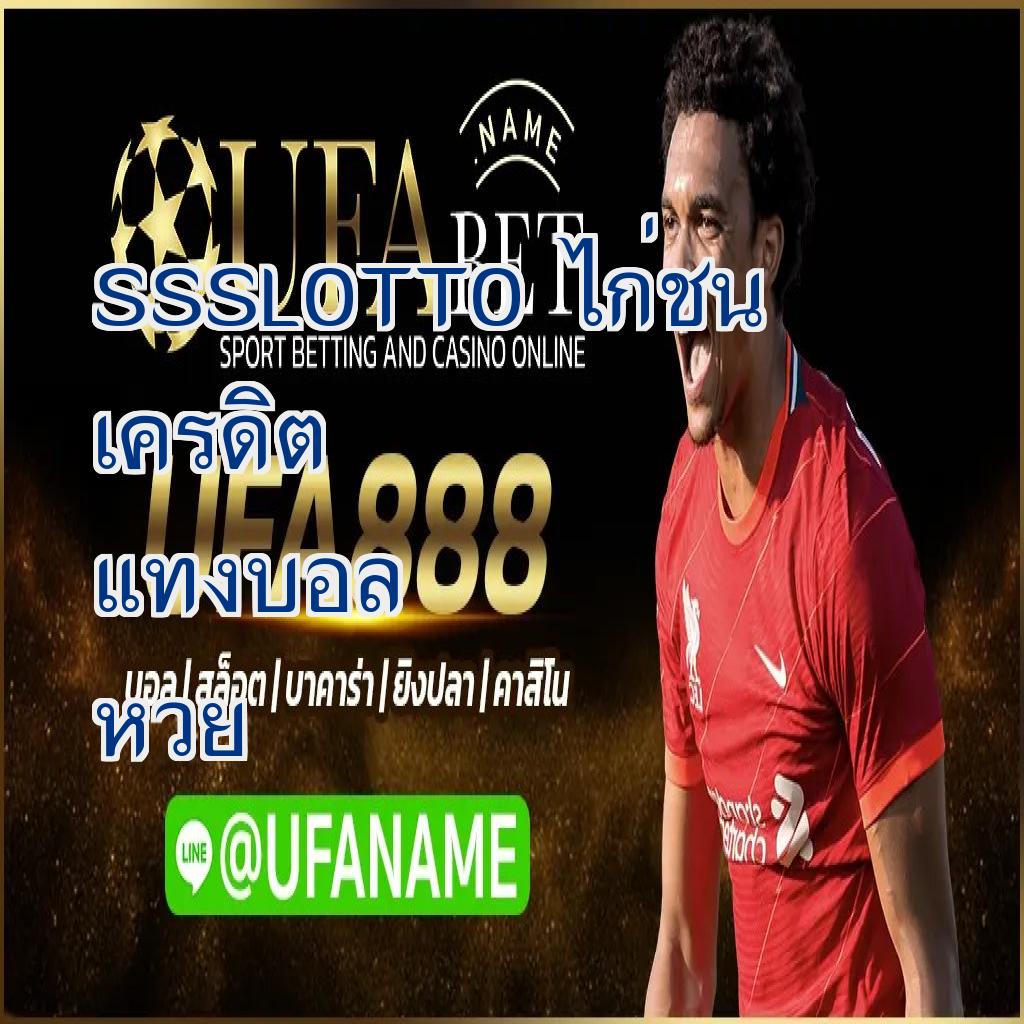 .NAME
UFABET
SSSLOTTO ไก่ชน
SPORT BETTING AND CASINO ONLINE
เครดิต
UFA888
แทงบอล
บอล | สล็อต | บาคาร่า | ยิงปลา | คาสิโน
หวย
LINE @UFANAME